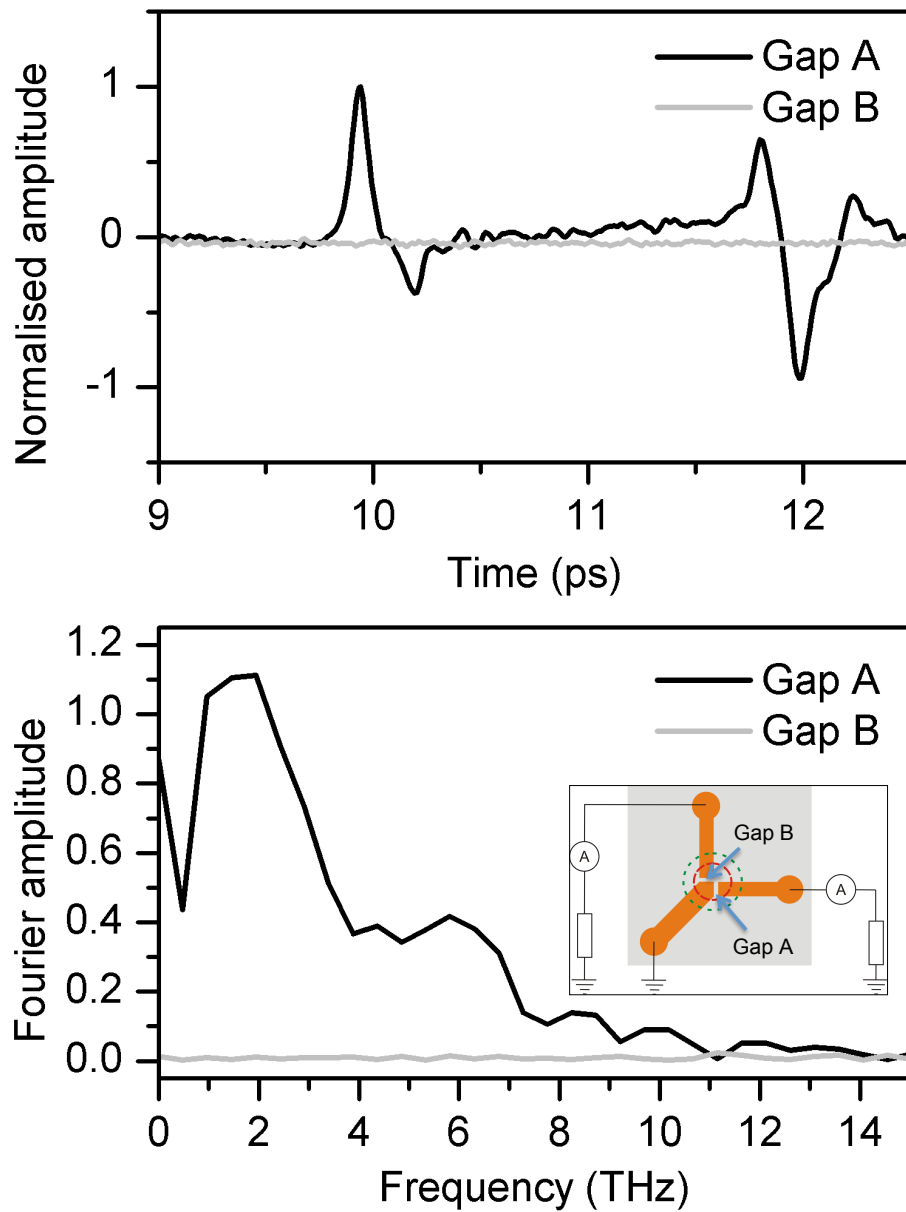 Normalised amplitude
1
0
-1
Gap A
Gap B
9
10
11
12
Time (ps)
Fourier amplitude
1.2
1.0
0.8
0.6
0.4
0.2
0.0
Gap A
Gap B
A
Gap B
A
Gap A
0
2
4
6
8
10
12
14
Frequency (THz)